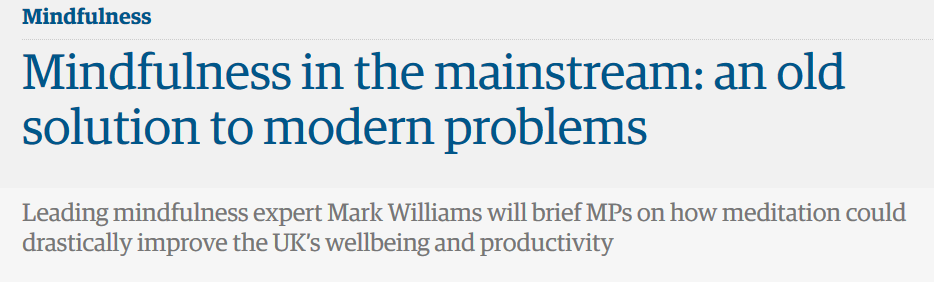 Mindfulness
Mindfulness in the mainstream: an old
solution to modern problems
Leading mindfulness expert Mark Williams will brief MPs on how meditation could
drastically improve the UK’s wellbeing and productivity